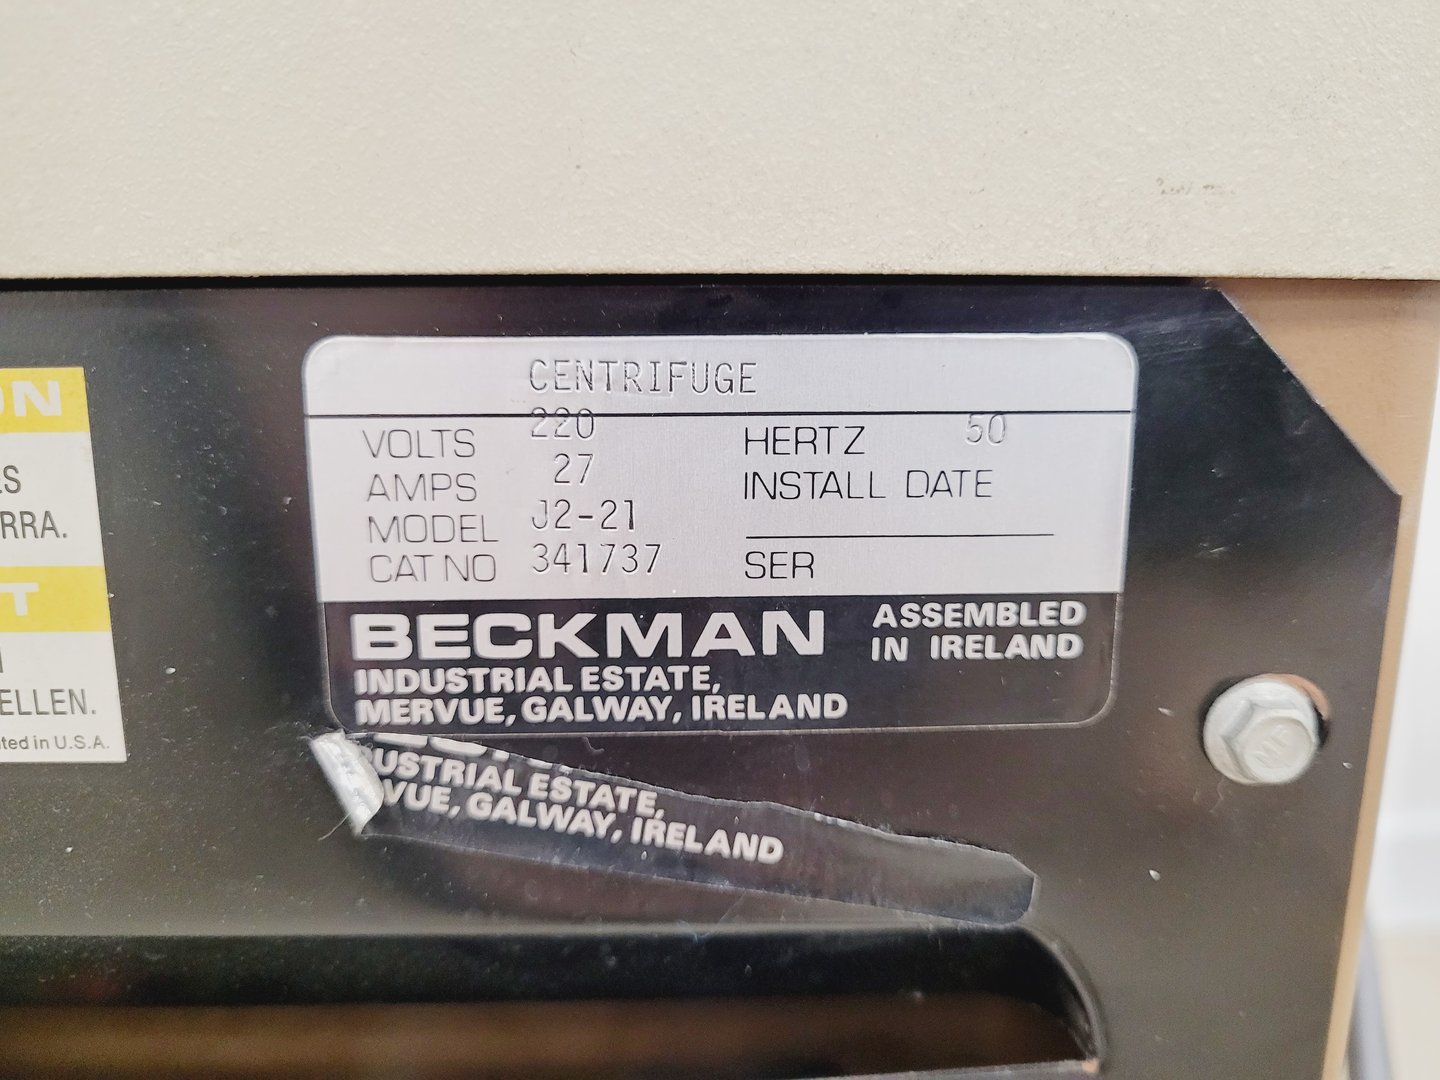 CENTRIFUGE
VOLTS 220 HERTZ 50
AMPS 27 INSTALL DATE
MODEL J2-21
CAT NO 341737 SER
BECKMAN ASSEMBLED
IN IRELAND
INDUSTRIAL ESTATE,
MERVUE, GALWAY, IRELAND
USTRIAL ESTATE,
VUE, GALWAY, IRELAND
ON
LS
RRA.
T
ELLEN.
ted in U.S.A.